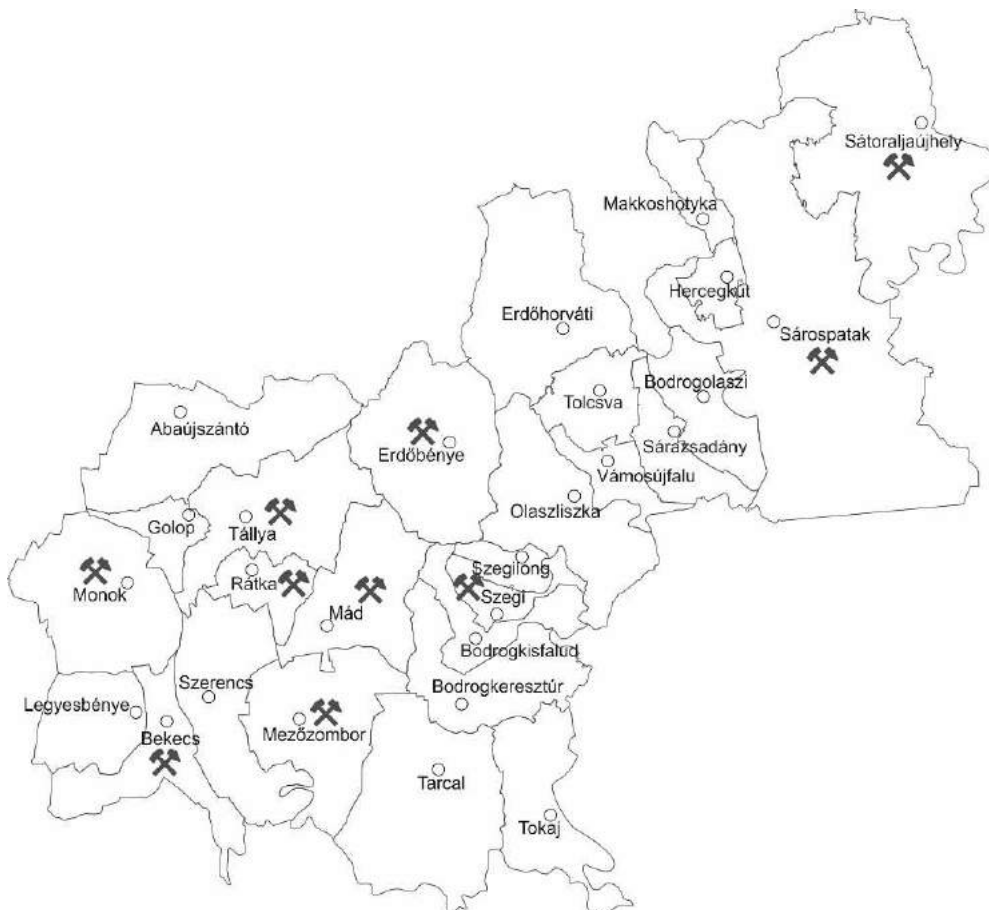 Sátoraljaújhely
Makkoshotyka
Hercegkút
Erdőhorváti
Sárospatak
Bodrogolaszi
Tolcsva
Abaújszántó
Sárazsadány
Erdőbénye
Vámosújfalu
Olaszliszka
Golop
Tállya
Szegilong
Rátka
Monok
Szegi
Mád
Bodrogkisfalud
Szerencs
Bodrogkeresztúr
Legyesbénye
Bekecs
Mezőzombor
Tarcal
Tokaj